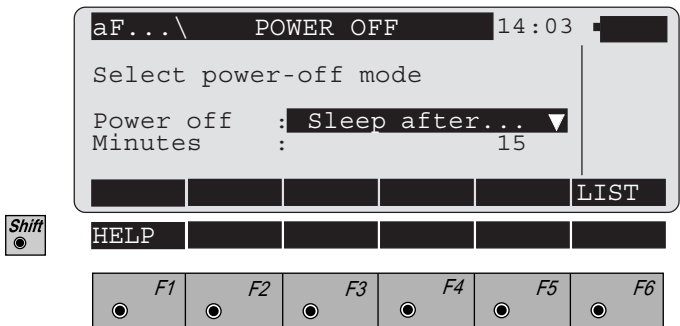 aF...\ POWER OFF 14:03
Select power-off mode
Power off : Sleep after...
Minutes : 15
LIST
Shift
HELP
F1 F2 F3 F4 F5 F6